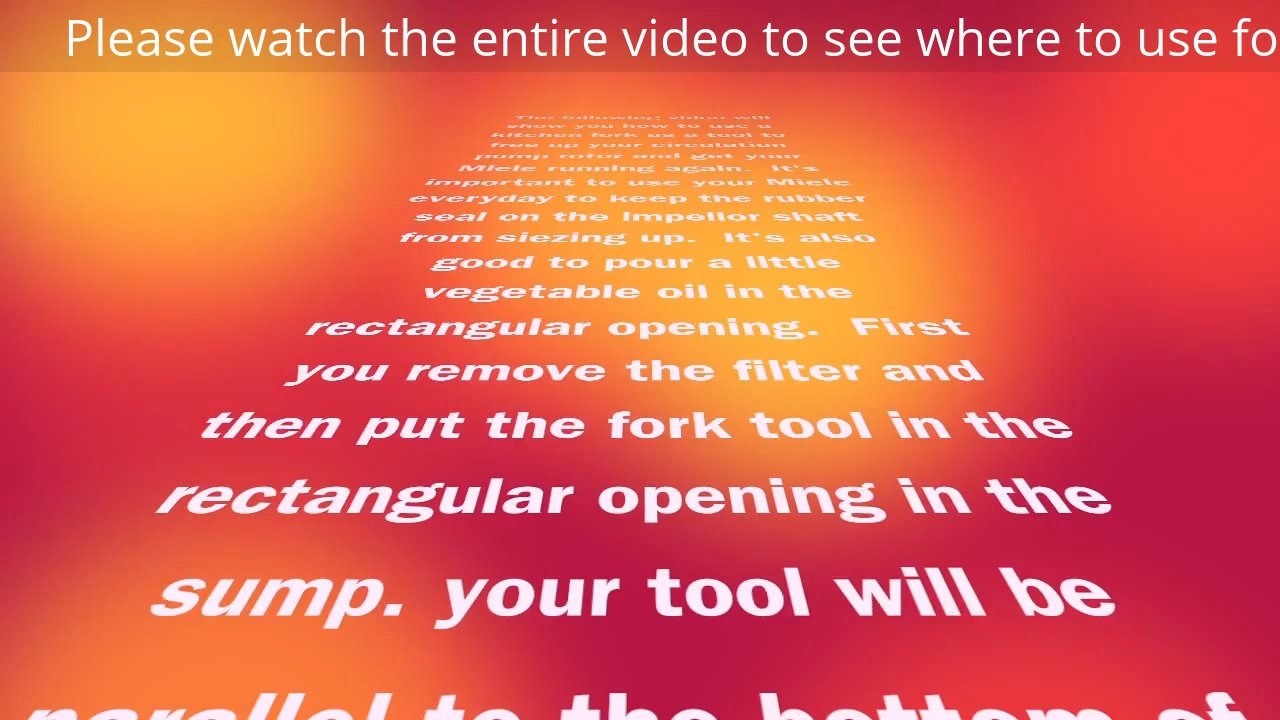 Please watch the entire video to see where to use fo
The following video will
show you how to use a
kitchen fork as a tool to
free up your circulation
pump rotor and get your
Miele running again.  It's
important to use your Miele
everyday to keep the rubber
seal on the impellor shaft
from siezing up.  It's also
good to pour a little
vegetable oil in the
rectangular opening.  First
you remove the filter and
then put the fork tool in the
rectangular opening in the
sump. your tool will be
parallel to the bottom of